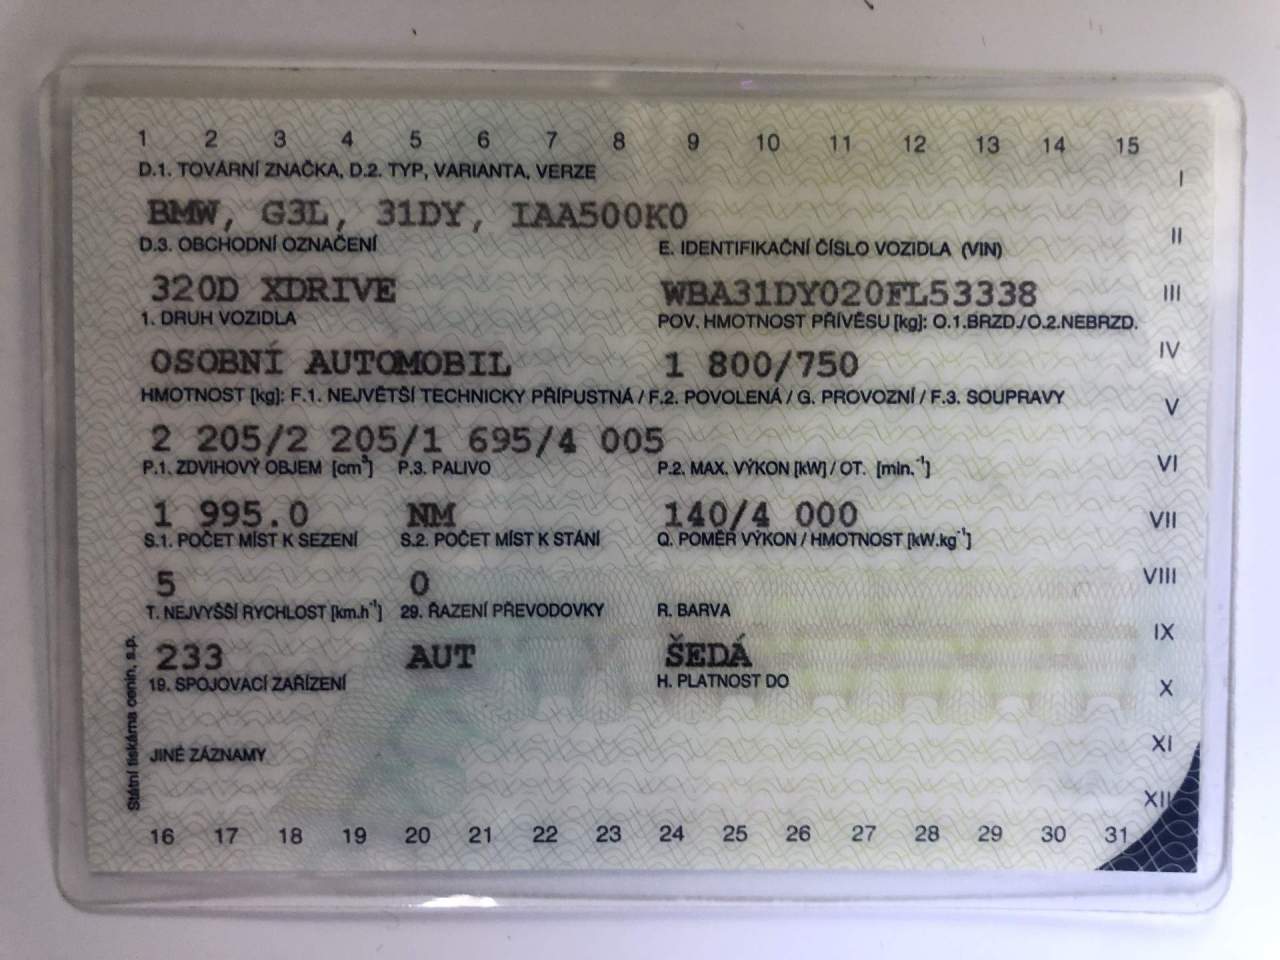 1 2 3 4 5 6 7 8 9 10 11 12 13 14 15
D.1. TOVÁRNÍ ZNAČKA, D.2. TYP, VARIANTA, VERZE
I
BMW, G3L, 31DY, IAA500K0
II
D.3. OBCHODNÍ OZNAČENÍ E. IDENTIFIKAČNÍ ČÍSLO VOZIDLA (VIN)
320D XDRIVE WBA31DY020FL53338
III
1. DRUH VOZIDLA POV. HMOTNOST PŘÍVĚSU [kg]: O.1.BRZD./O.2.NEBRZD.
IV
OSOBNÍ AUTOMOBIL 1 800/750
HMOTNOST [kg]: F.1. NEJVĚTŠÍ TECHNICKY PŘÍPUSTNÁ / F.2. POVOLENÁ / G. PROVOZNÍ / F.3. SOUPRAVY
V
2 205/2 205/1 695/4 005
P.1. ZDVIHOVÝ OBJEM [cm³] P.3. PALIVO P.2. MAX. VÝKON [kW] / OT. [min.⁻¹]
VI
1 995.0 NM 140/4 000
VII
S.1. POČET MÍST K SEZENÍ S.2. POČET MÍST K STÁNÍ Q. POMĚR VÝKON / HMOTNOST [kW.kg⁻¹]
5 0
VIII
T. NEJVYŠŠÍ RYCHLOST [km.h⁻¹] 29. ŘAZENÍ PŘEVODOVKY R. BARVA
IX
233 AUT ŠEDÁ
19. SPOJOVACÍ ZAŘÍZENÍ H. PLATNOST DO
X
XI
JINÉ ZÁZNAMY
XII
Státní tiskárna cenin, s.p.
16 17 18 19 20 21 22 23 24 25 26 27 28 29 30 31